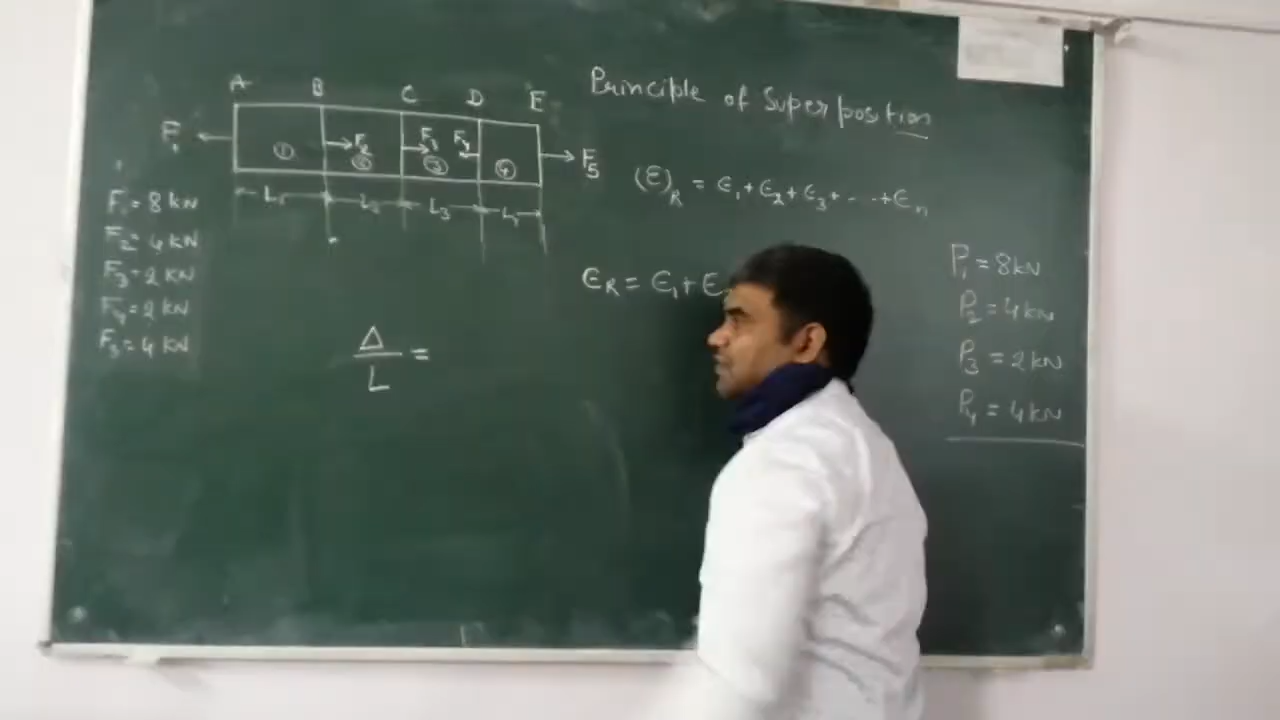 A B C D E
F₁ ① F₂ ② F₃ ③ F₄ ④ F₅
L₁ L₂ L₃ L₄
F₁ = 8 kN
F₂ = 4 kN
F₃ = 2 kN
F₄ = 2 kN
F₅ = 4 kN
Δ
L =
Principle of Superposition
(ε)R = ε₁ + ε₂ + ε₃ + ... + εn
εR = ε₁ + ε
P₁ = 8 kN
P₂ = 4 kN
P₃ = 2 kN
P₄ = 4 kN